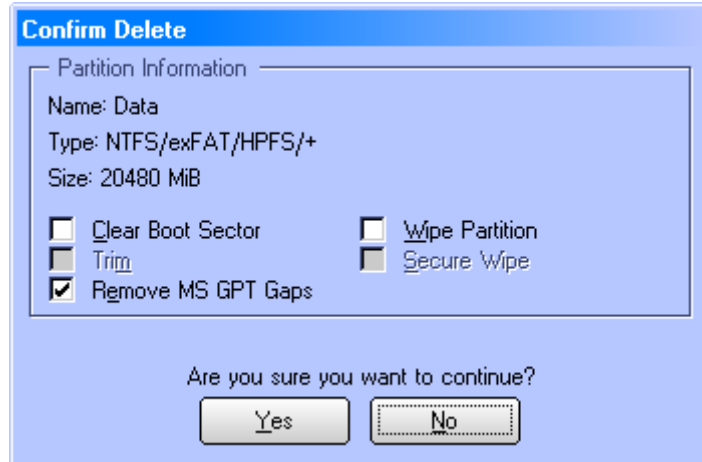 Confirm Delete
Partition Information
Name: Data
Type: NTFS/exFAT/HPFS/+
Size: 20480 MiB
Clear Boot Sector Wipe Partition
Trim Secure Wipe
Remove MS GPT Gaps
Are you sure you want to continue?
Yes No